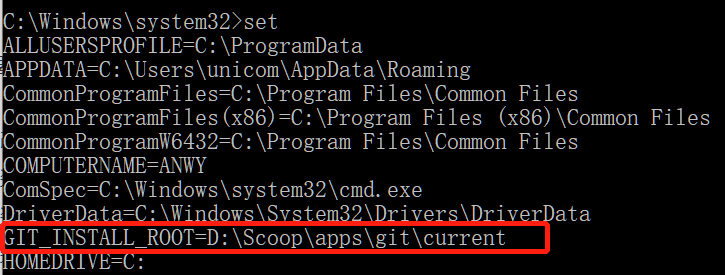 C:\Windows\system32>set
ALLUSERSPROFILE=C:\ProgramData
APPDATA=C:\Users\unicom\AppData\Roaming
CommonProgramFiles=C:\Program Files\Common Files
CommonProgramFiles(x86)=C:\Program Files (x86)\Common Files
CommonProgramW6432=C:\Program Files\Common Files
COMPUTERNAME=ANWY
ComSpec=C:\Windows\system32\cmd.exe
DriverData=C:\Windows\System32\Drivers\DriverData
GIT_INSTALL_ROOT=D:\Scoop\apps\git\current
HOMEDRIVE=C: